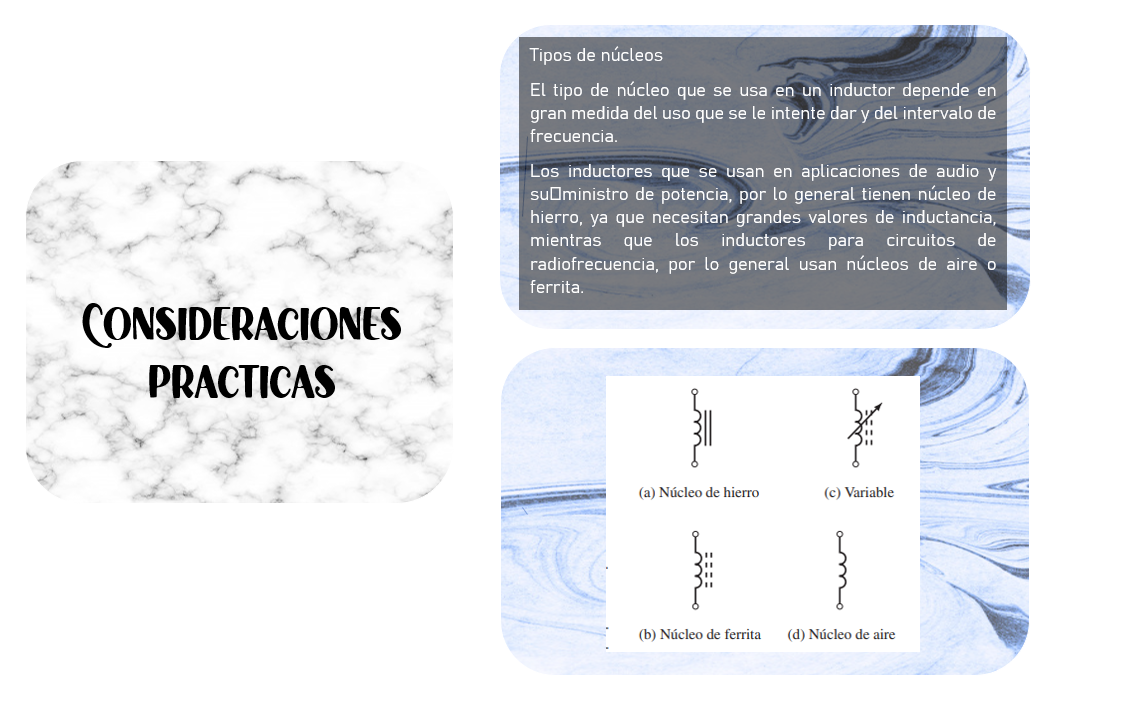 CONSIDERACIONES
PRACTICAS
Tipos de núcleos
El tipo de núcleo que se usa en un inductor depende en
gran medida del uso que se le intente dar y del intervalo de
frecuencia.
Los inductores que se usan en aplicaciones de audio y
su□ministro de potencia, por lo general tienen núcleo de
hierro, ya que necesitan grandes valores de inductancia,
mientras que los inductores para circuitos de
radiofrecuencia, por lo general usan núcleos de aire o
ferrita.
(a) Núcleo de hierro
(c) Variable
(b) Núcleo de ferrita
(d) Núcleo de aire